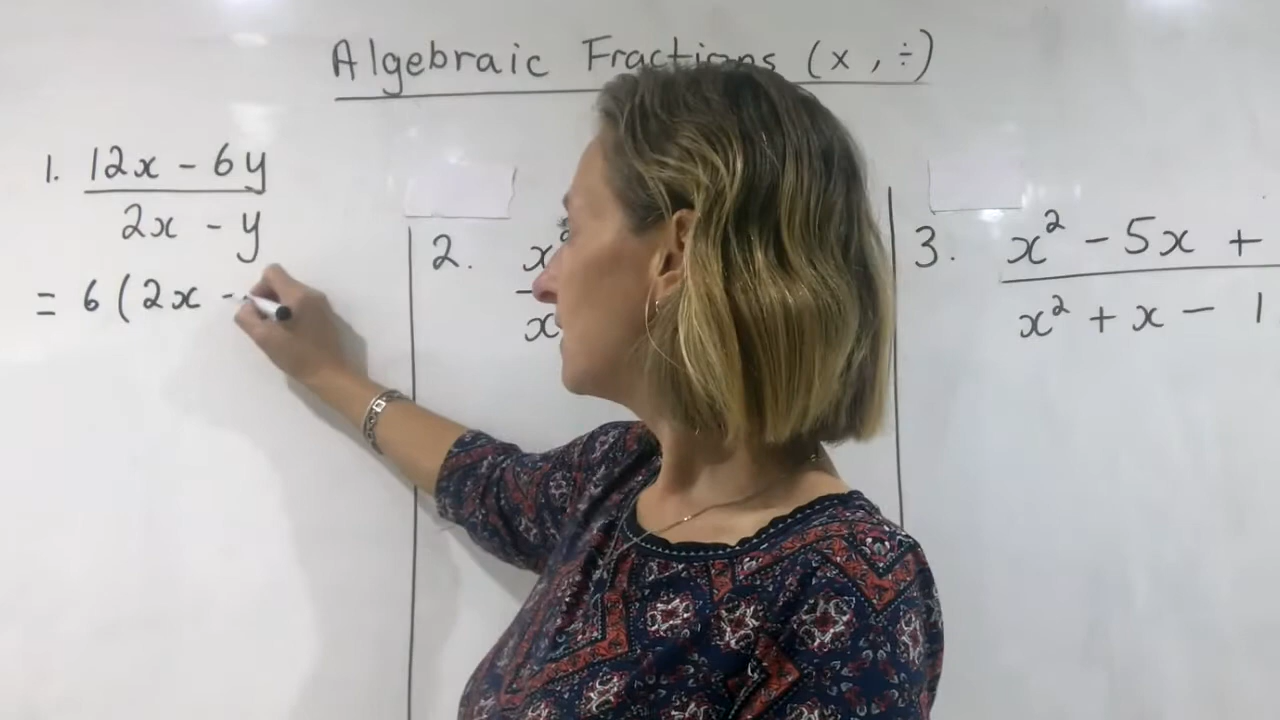 Algebraic Fractions (x , ÷)
1. 12x - 6y
2x - y
= 6 (2x -
2. x
x
3. x² - 5x +
x² + x - 1